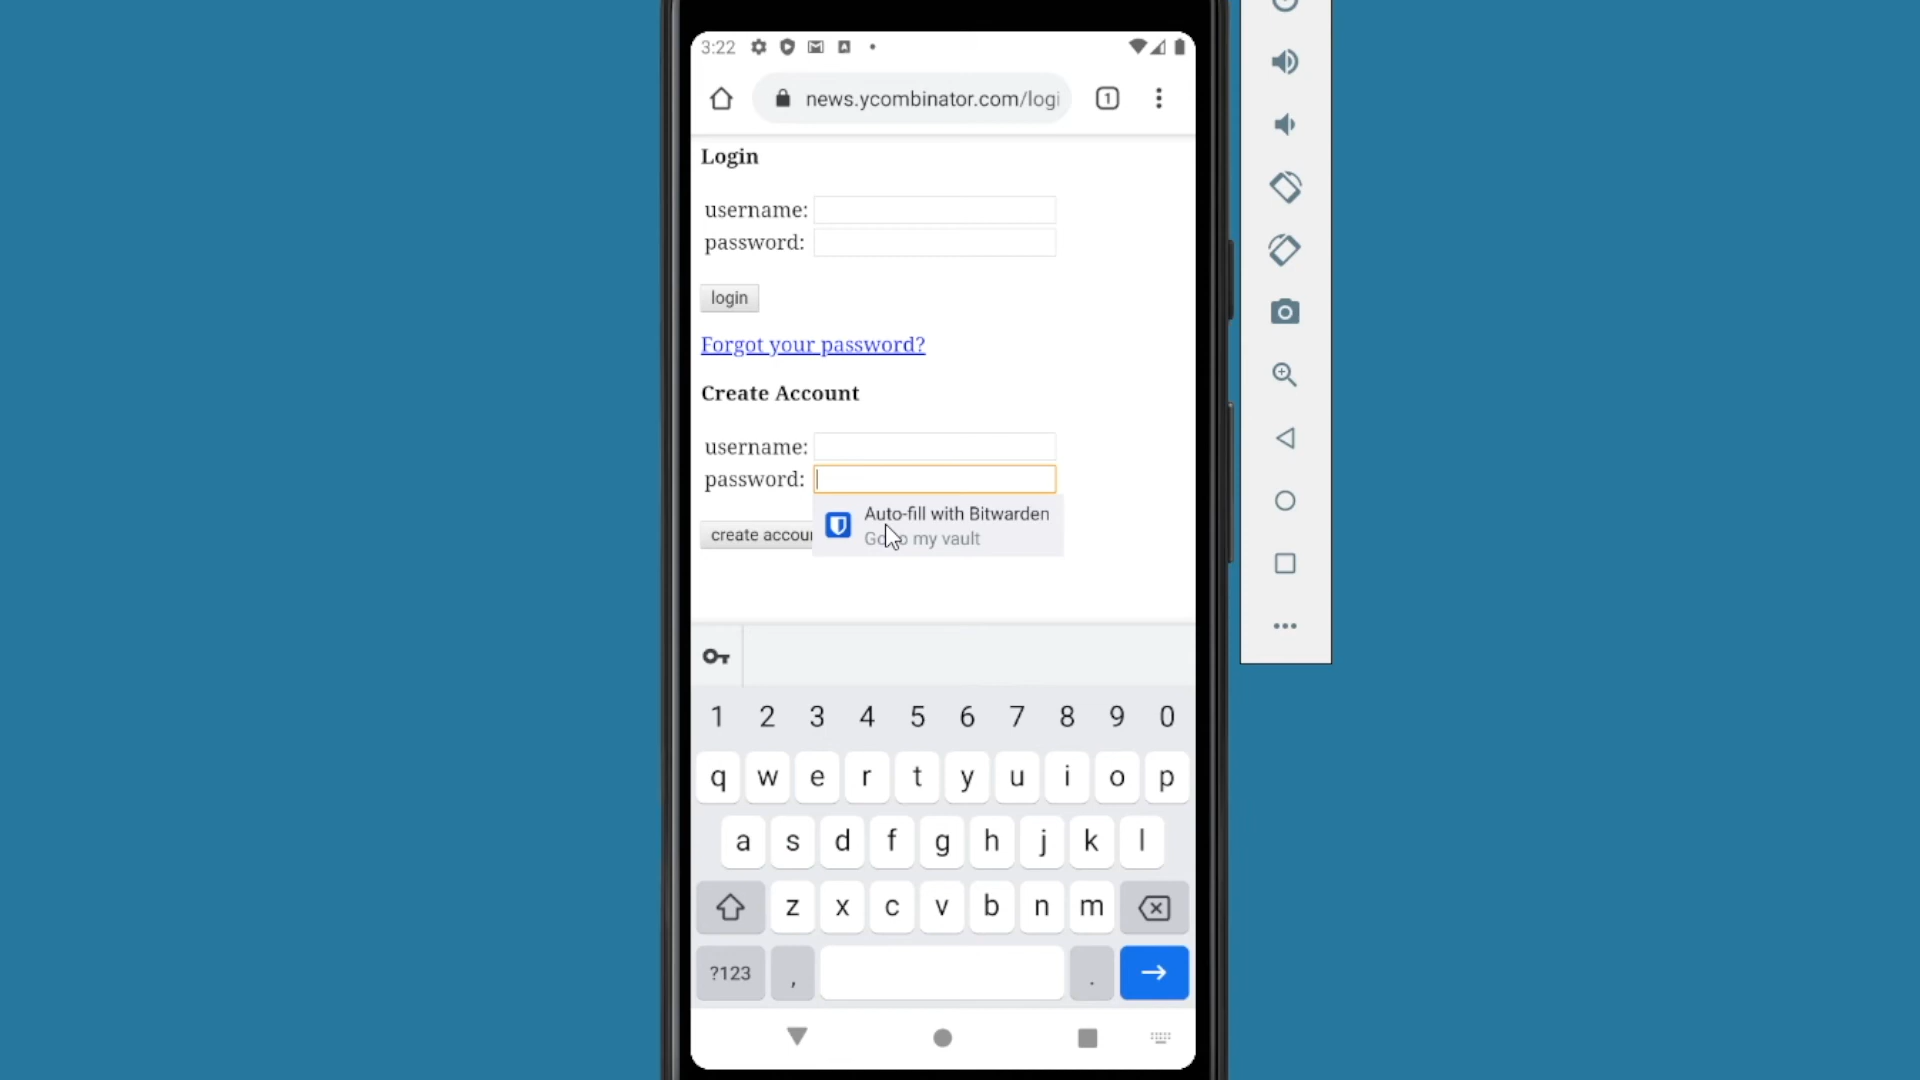 3:22
news.ycombinator.com/logi
1
Login
username:
password:
login
Forgot your password?
Create Account
username:
password:
Auto-fill with Bitwarden
my vault
create accour
1 2 3 4 5 6 7 8 9 0
q w e r t y u i o p
a s d f g h j k l
z x c v b n m
?123 , .